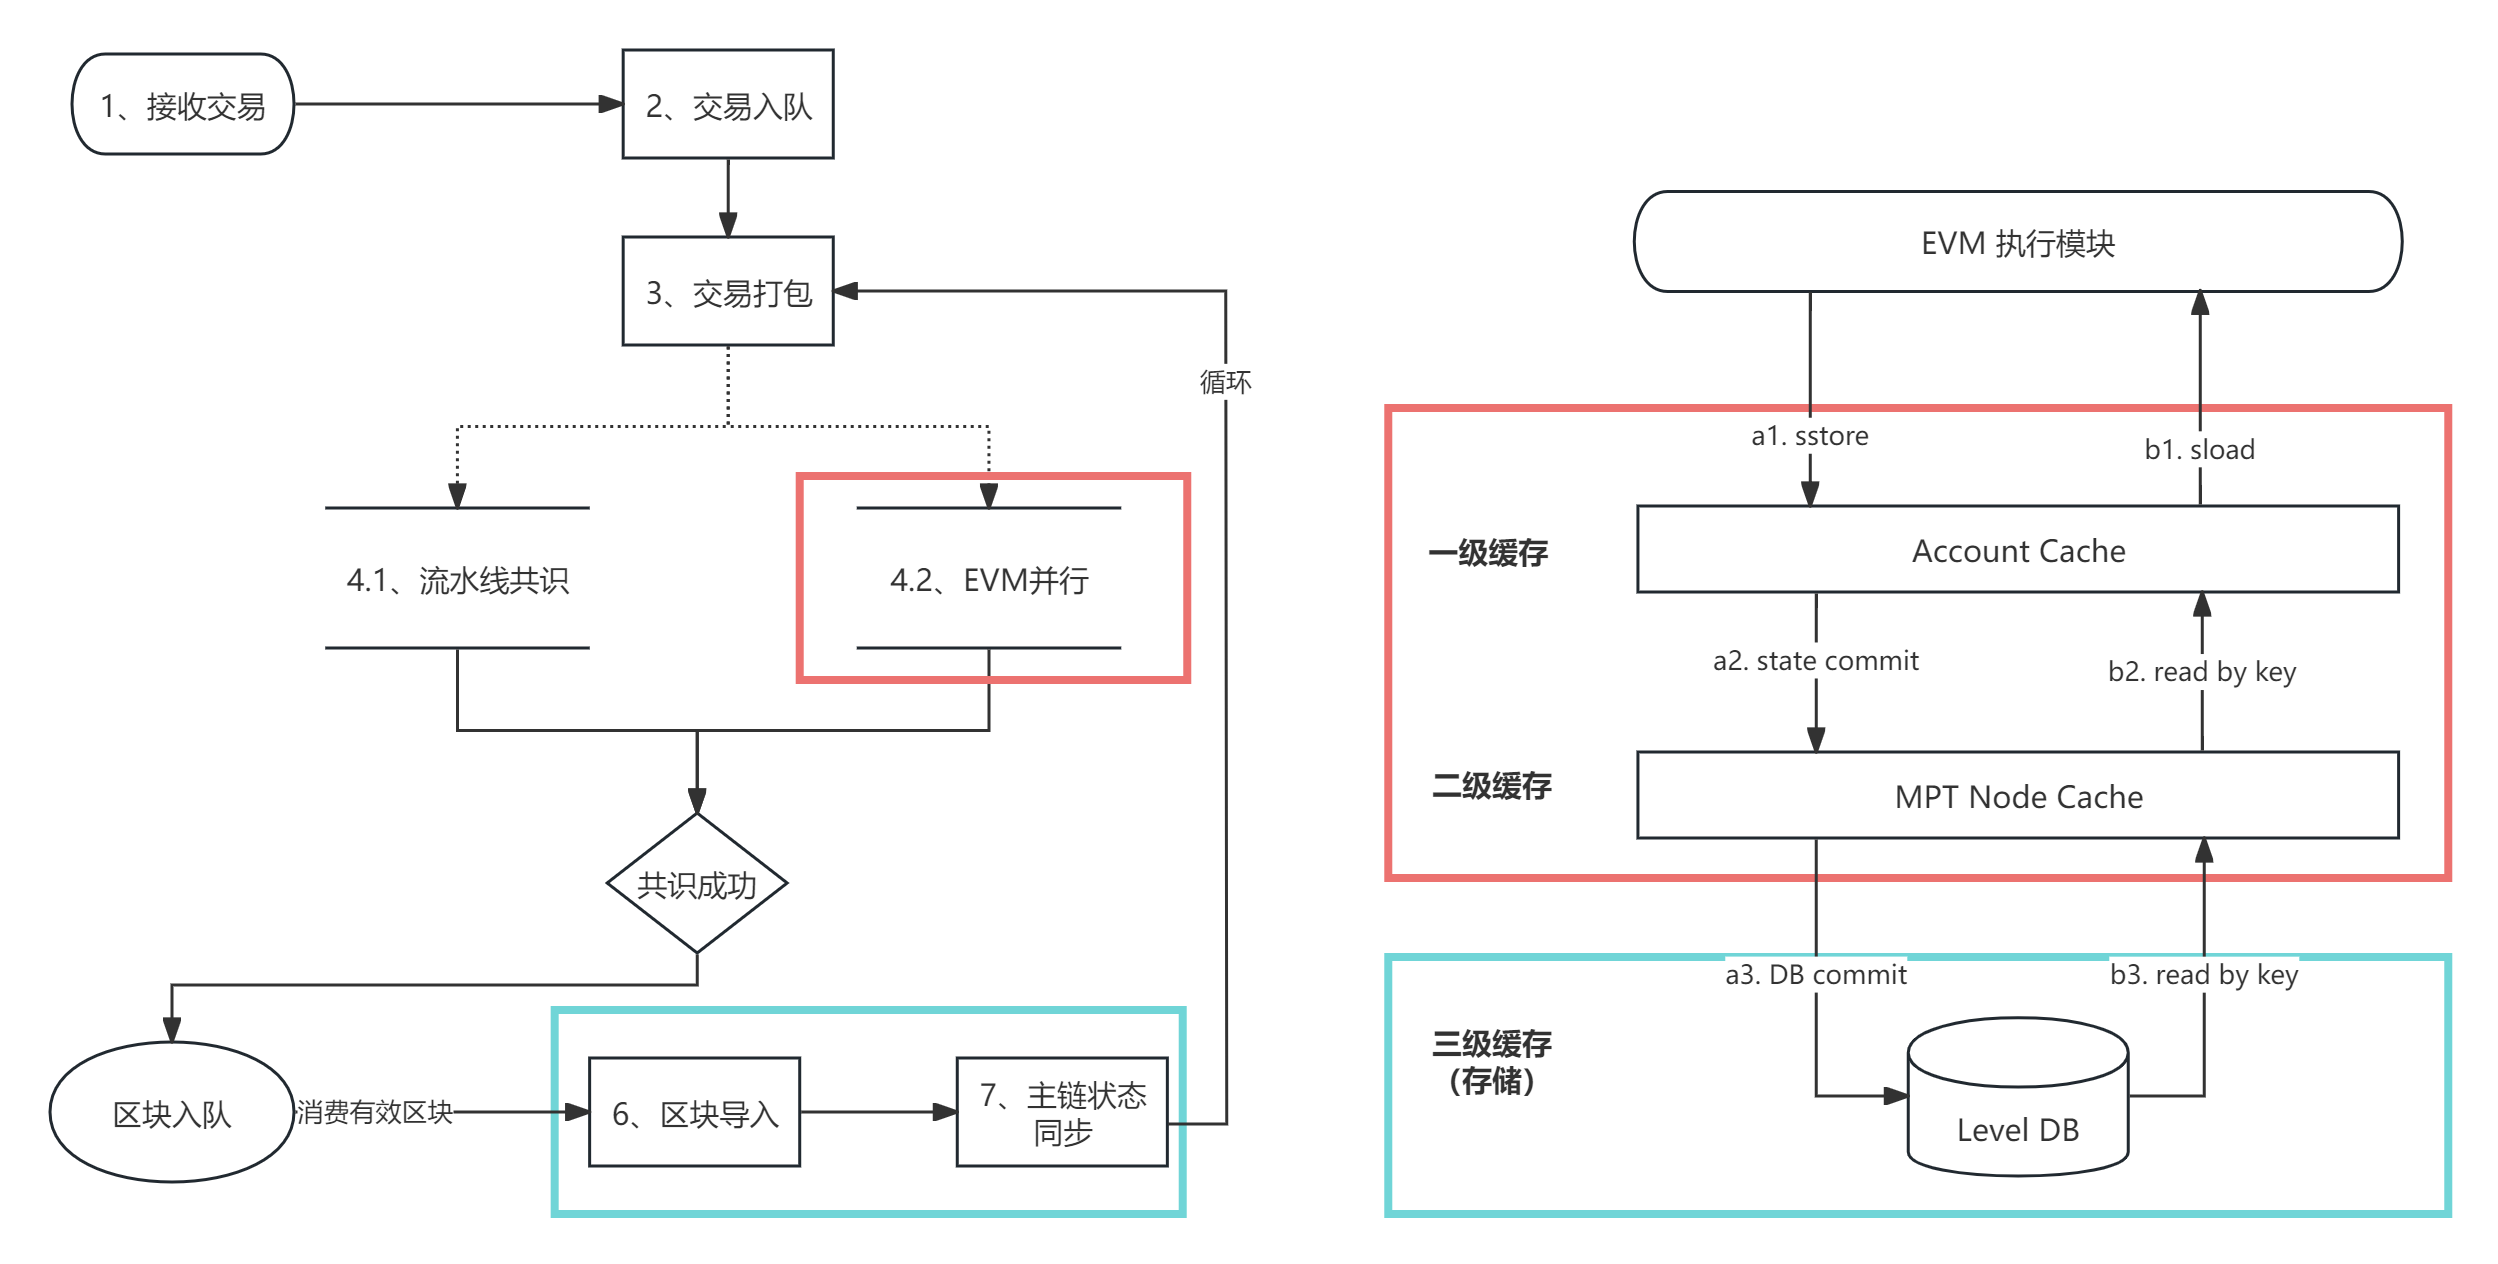 1、接收交易
2、交易入队
3、交易打包
循环
4.1、流水线共识
4.2、EVM并行
共识成功
区块入队
消费有效区块
6、区块导入
7、主链状态
同步
EVM 执行模块
a1. sstore
b1. sload
一级缓存
Account Cache
a2. state commit
b2. read by key
二级缓存
MPT Node Cache
a3. DB commit
b3. read by key
三级缓存
（存储）
Level DB